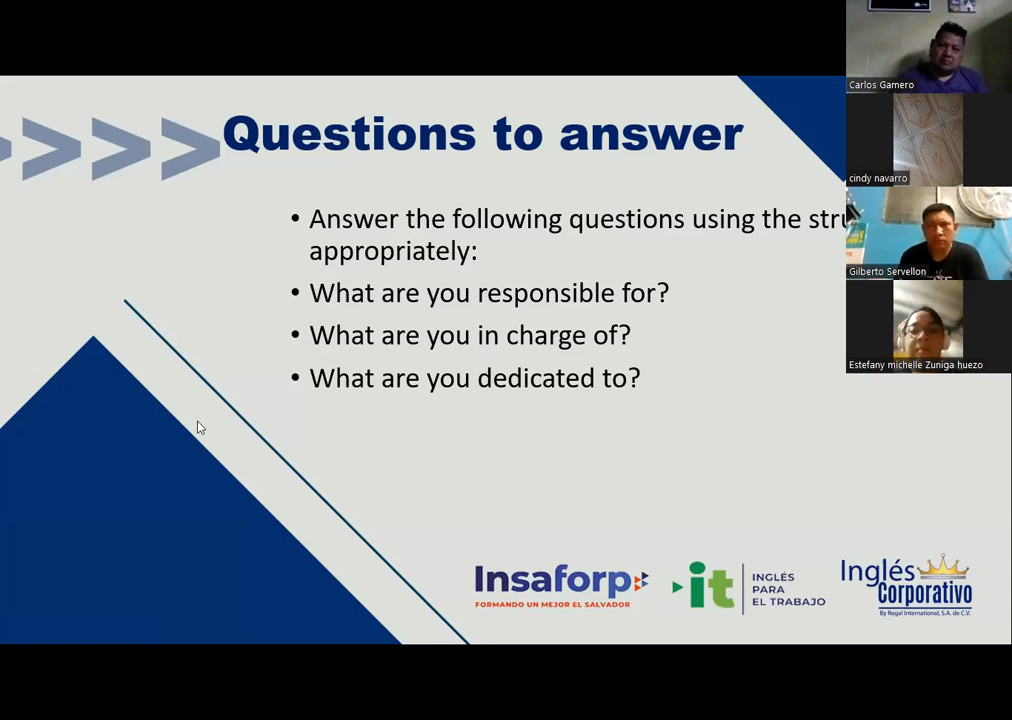 Questions to answer
• Answer the following questions using the
appropriately:
• What are you responsible for?
• What are you in charge of?
• What are you dedicated to?
Insaforp
FORMANDO UN MEJOR EL SALVADOR
it
INGLÉS
PARA
EL TRABAJO
Inglés
Corporativo
By Regal International, S.A. de C.V.
Carlos Gamero
cindy navarro
Gilberto Servellon
Estefany michelle Zuniga huezo